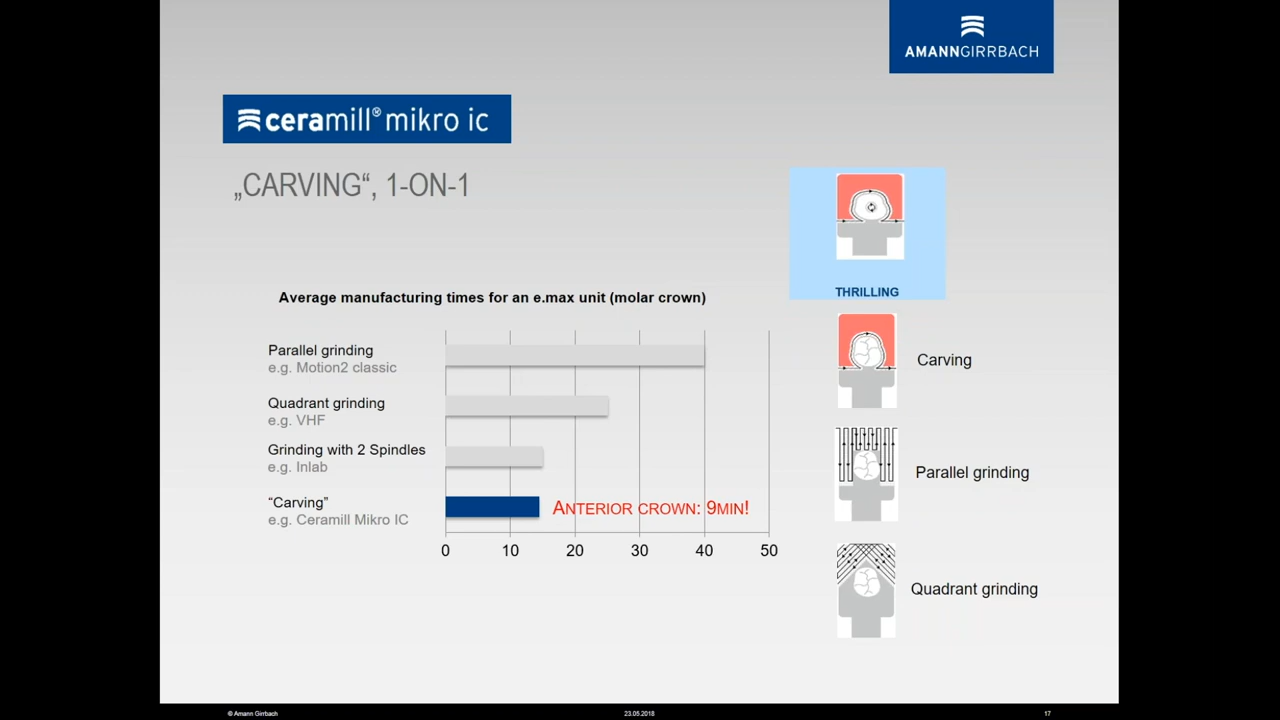 AMANNGIRRBACH
ceramill® mikro ic
„CARVING“, 1-ON-1
THRILLING
Average manufacturing times for an e.max unit (molar crown)
Parallel grinding
e.g. Motion2 classic
Quadrant grinding
e.g. VHF
Grinding with 2 Spindles
e.g. Inlab
“Carving”
e.g. Ceramill Mikro IC
ANTERIOR CROWN: 9MIN!
0 10 20 30 40 50
Carving
Parallel grinding
Quadrant grinding
© Amann Girrbach
23.05.2018
17